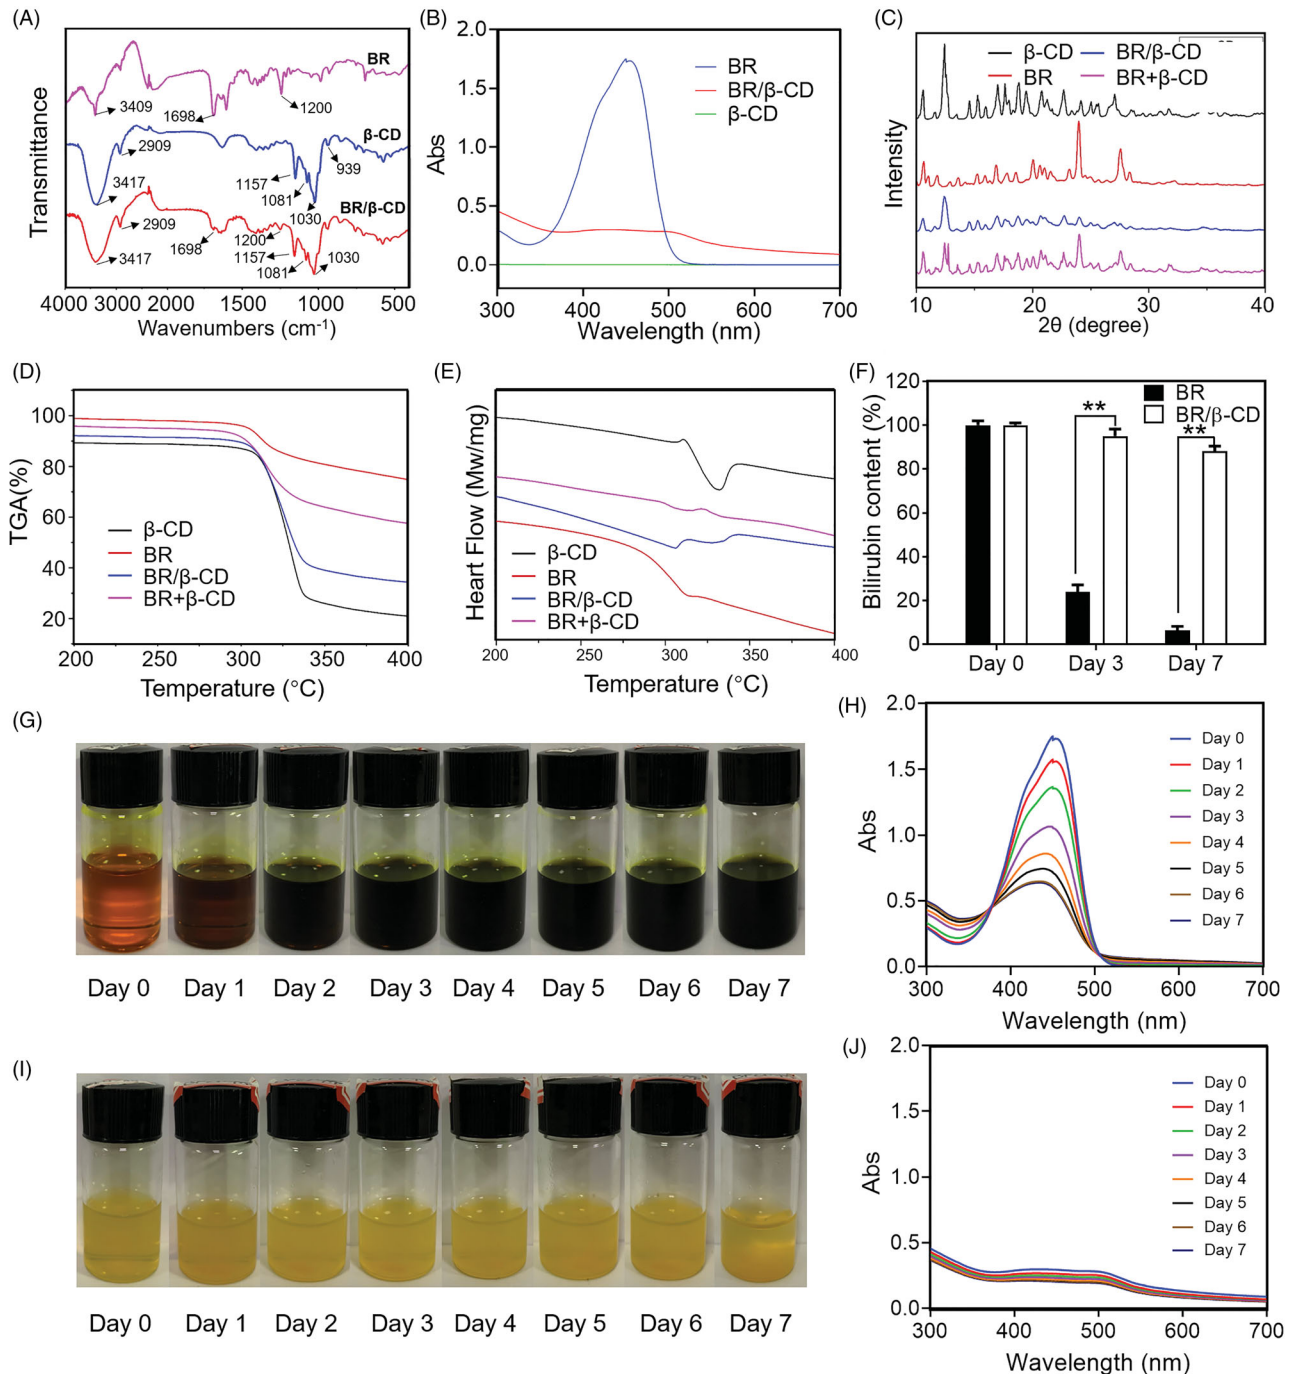 (A)
BR
3409
1698
1200
β-CD
2909
939
1157
3417
1081
1030
BR/β-CD
2909
1698
1200
3417
1157
1081
1030
Transmittance
4000 3000 2000 1500 1000 500
Wavenumbers (cm⁻¹)
(B)
2.0
1.5
1.0
0.5
0.0
Abs
BR
BR/β-CD
β-CD
300 400 500 600 700
Wavelength (nm)
(C)
β-CD BR/β-CD
BR BR+β-CD
Intensity
10 20 30 40
2θ (degree)
(D)
100
80
60
40
20
TGA(%)
β-CD
BR
BR/β-CD
BR+β-CD
200 250 300 350 400
Temperature (°C)
(E)
Heart Flow (Mw/mg)
β-CD
BR
BR/β-CD
BR+β-CD
200 250 300 350 400
Temperature (°C)
(F)
120
100
80
60
40
20
0
Bilirubin content (%)
BR
BR/β-CD
**
**
Day 0 Day 3 Day 7
(G)
Day 0 Day 1 Day 2 Day 3 Day 4 Day 5 Day 6 Day 7
(H)
2.0
1.5
1.0
0.5
0.0
Abs
Day 0
Day 1
Day 2
Day 3
Day 4
Day 5
Day 6
Day 7
300 400 500 600 700
Wavelength (nm)
(I)
Day 0 Day 1 Day 2 Day 3 Day 4 Day 5 Day 6 Day 7
(J)
2.0
1.5
1.0
0.5
0.0
Abs
Day 0
Day 1
Day 2
Day 3
Day 4
Day 5
Day 6
Day 7
300 400 500 600 700
Wavelength (nm)